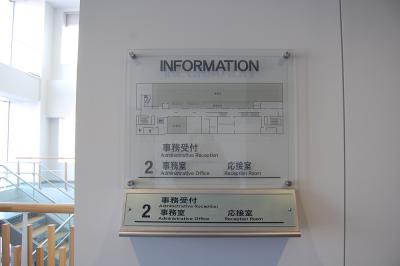 INFORMATION
事務受付
Administrative Reception
2 事務室 応接室
Administrative Office Reception Room
事務受付
Administrative Reception
2 事務室 応接室
Administrative Office Reception Room